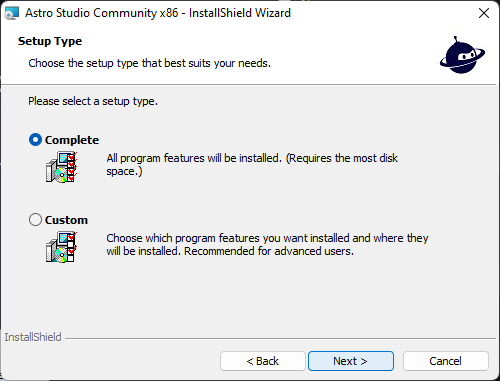 Astro Studio Community x86 - InstallShield Wizard
Setup Type
Choose the setup type that best suits your needs.
Please select a setup type.
Complete
All program features will be installed. (Requires the most disk
space.)
Custom
Choose which program features you want installed and where they
will be installed. Recommended for advanced users.
InstallShield
< Back
Next >
Cancel